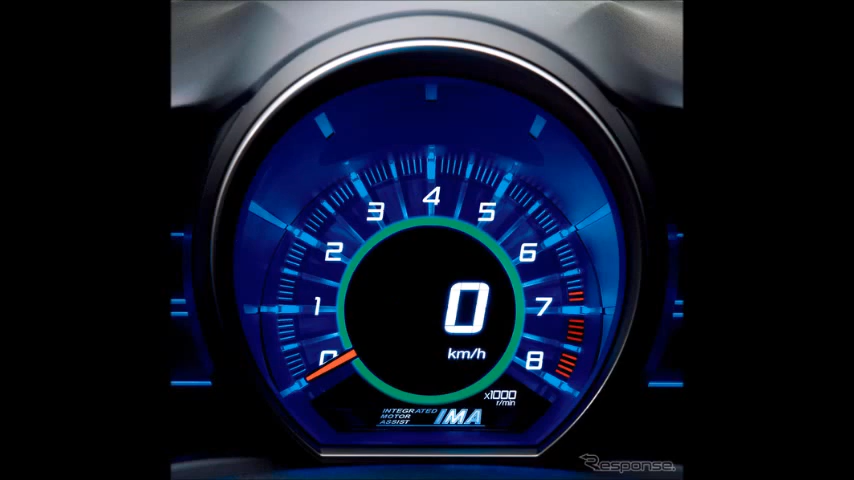 4
3 5
2 6
1 7
0 8
0
km/h
x1000
r/min
INTEGRATED
MOTOR
ASSIST
IMA
Response.